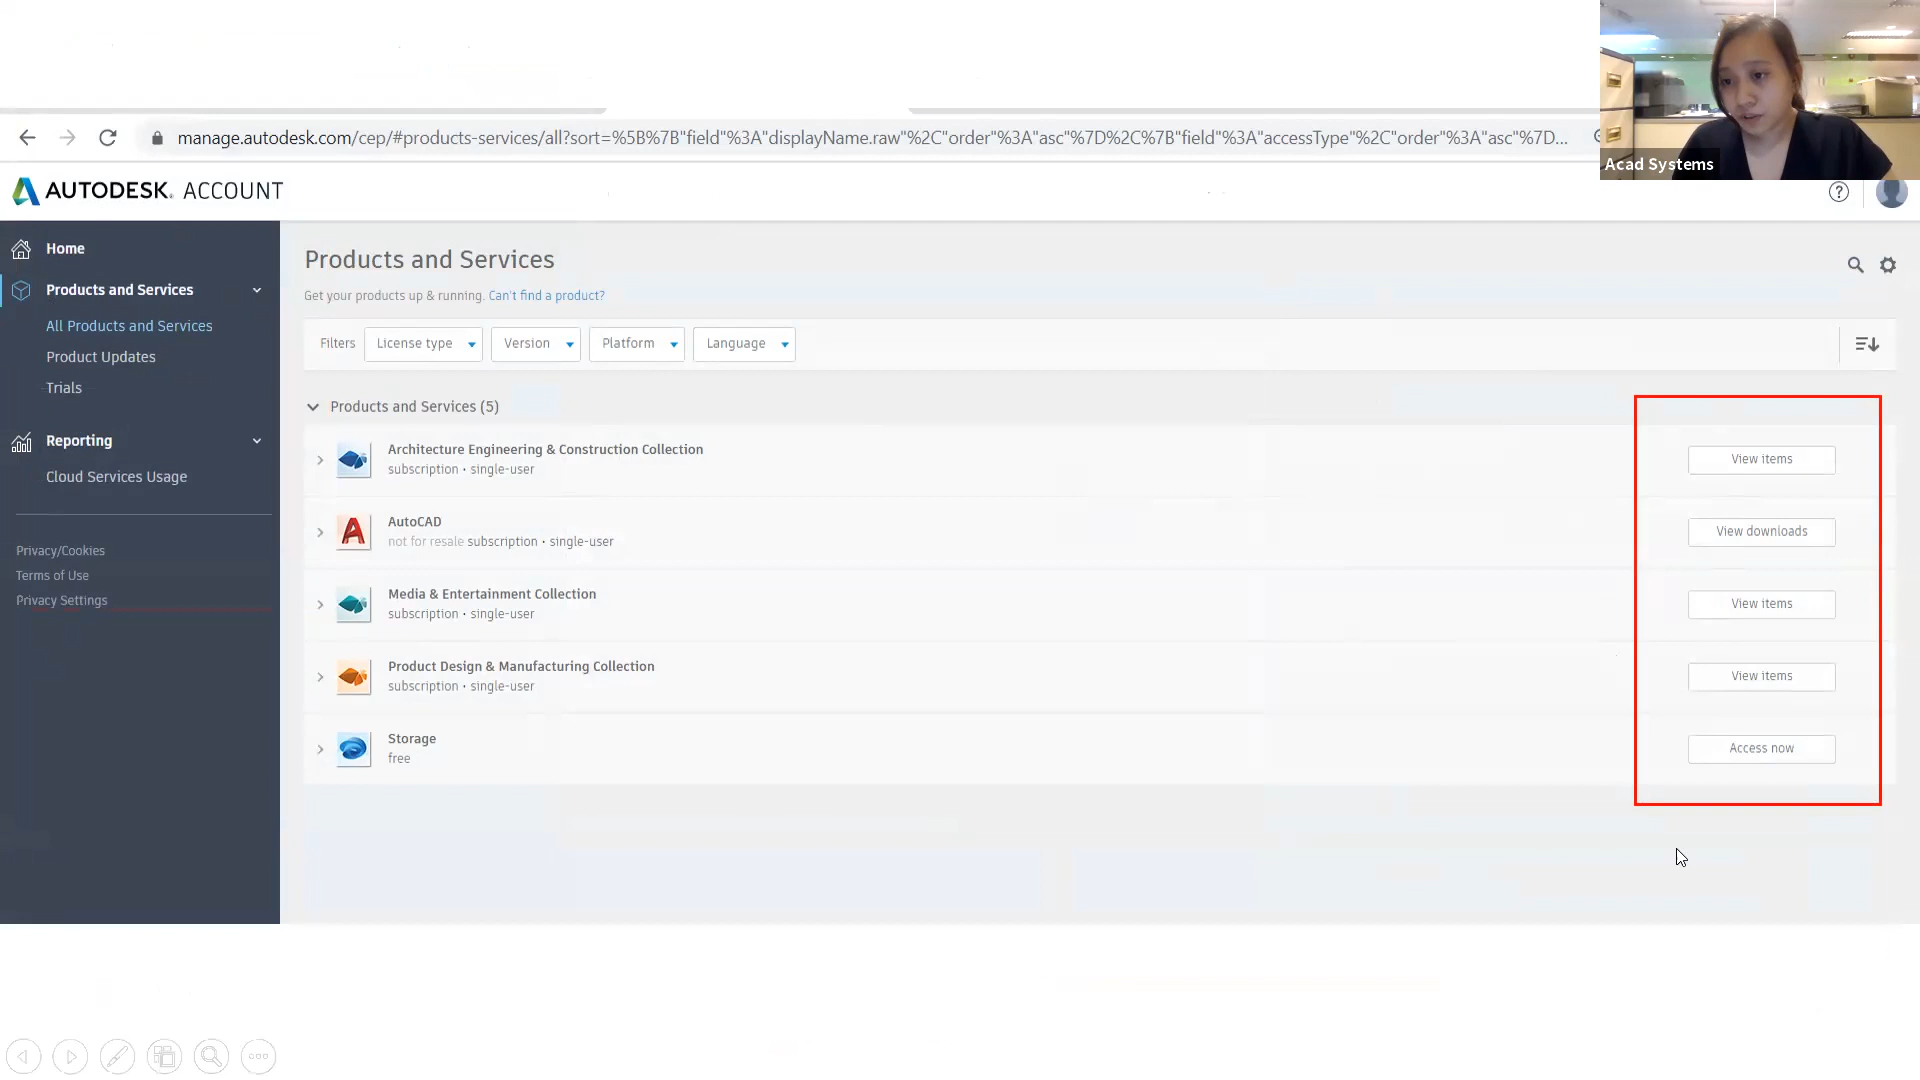 manage.autodesk.com/cep/#products-services/all?sort=%5B%7B"field"%3A"displayName.raw"%2C"order"%3A"asc"%7D%2C%7B"field"%3A"accessType"%2C"order"%3A"asc"%7D...
Acad Systems
AUTODESK. ACCOUNT
Home
Products and Services
All Products and Services
Product Updates
Trials
Reporting
Cloud Services Usage
Privacy/Cookies
Terms of Use
Privacy Settings
Products and Services
Get your products up & running. Can't find a product?
Filters License type Version Platform Language
Products and Services (5)
Architecture Engineering & Construction Collection
subscription • single-user
View items
AutoCAD
not for resale subscription • single-user
View downloads
Media & Entertainment Collection
subscription • single-user
View items
Product Design & Manufacturing Collection
subscription • single-user
View items
Storage
free
Access now